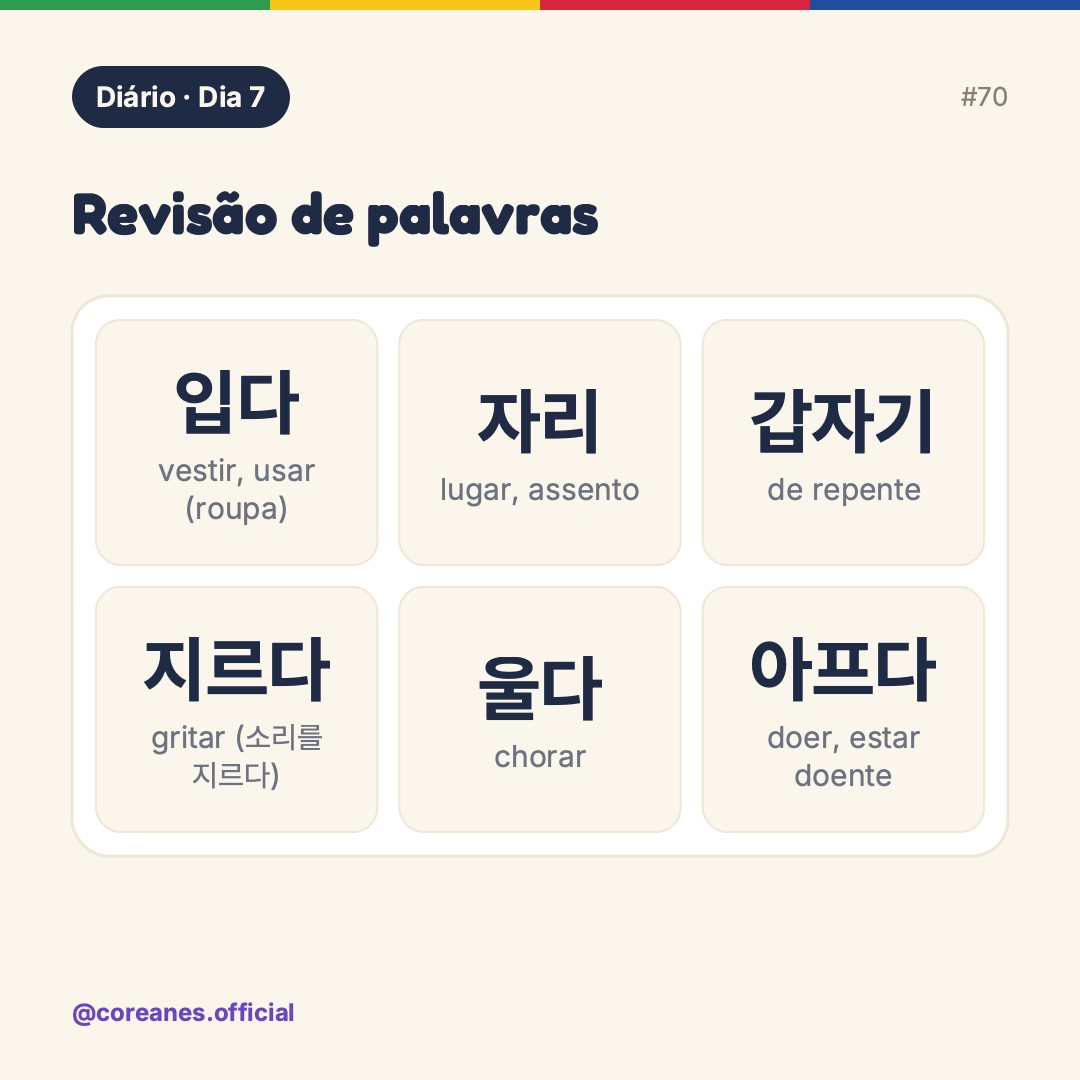 Diário · Dia 7
#70
Revisão de palavras
입다
vestir, usar
(roupa)
자리
lugar, assento
갑자기
de repente
지르다
gritar (소리를
지르다)
울다
chorar
아프다
doer, estar
doente
@coreanes.official